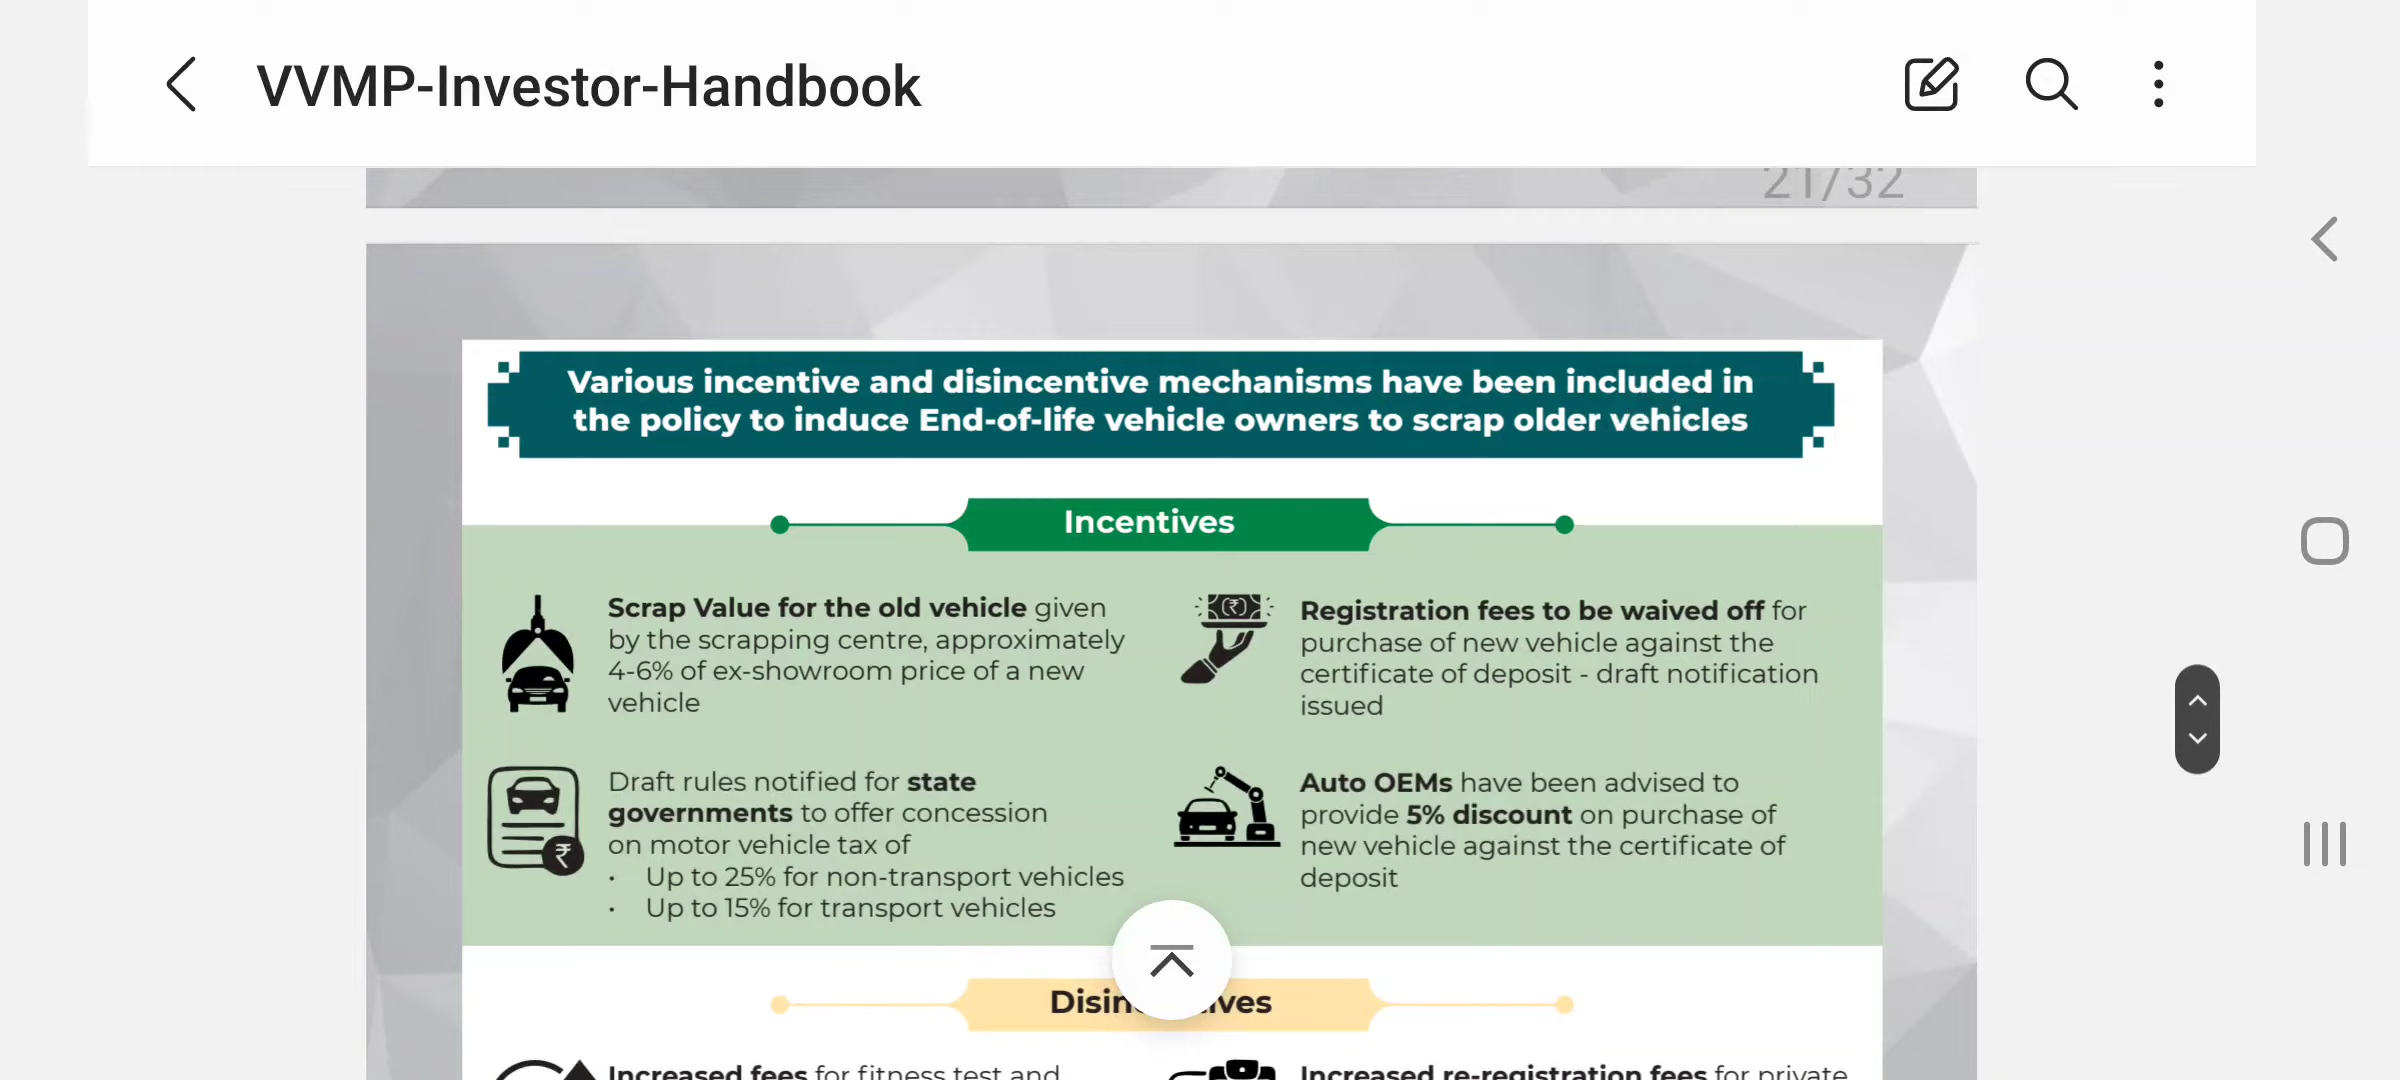 VVMP-Investor-Handbook
21/32
Various incentive and disincentive mechanisms have been included in
the policy to induce End-of-life vehicle owners to scrap older vehicles
Incentives
Scrap Value for the old vehicle given
by the scrapping centre, approximately
4-6% of ex-showroom price of a new
vehicle
Registration fees to be waived off for
purchase of new vehicle against the
certificate of deposit - draft notification
issued
Draft rules notified for state
governments to offer concession
on motor vehicle tax of
• Up to 25% for non-transport vehicles
• Up to 15% for transport vehicles
Auto OEMs have been advised to
provide 5% discount on purchase of
new vehicle against the certificate of
deposit
Increased fees for fitness test and
Increased re-registration fees for private